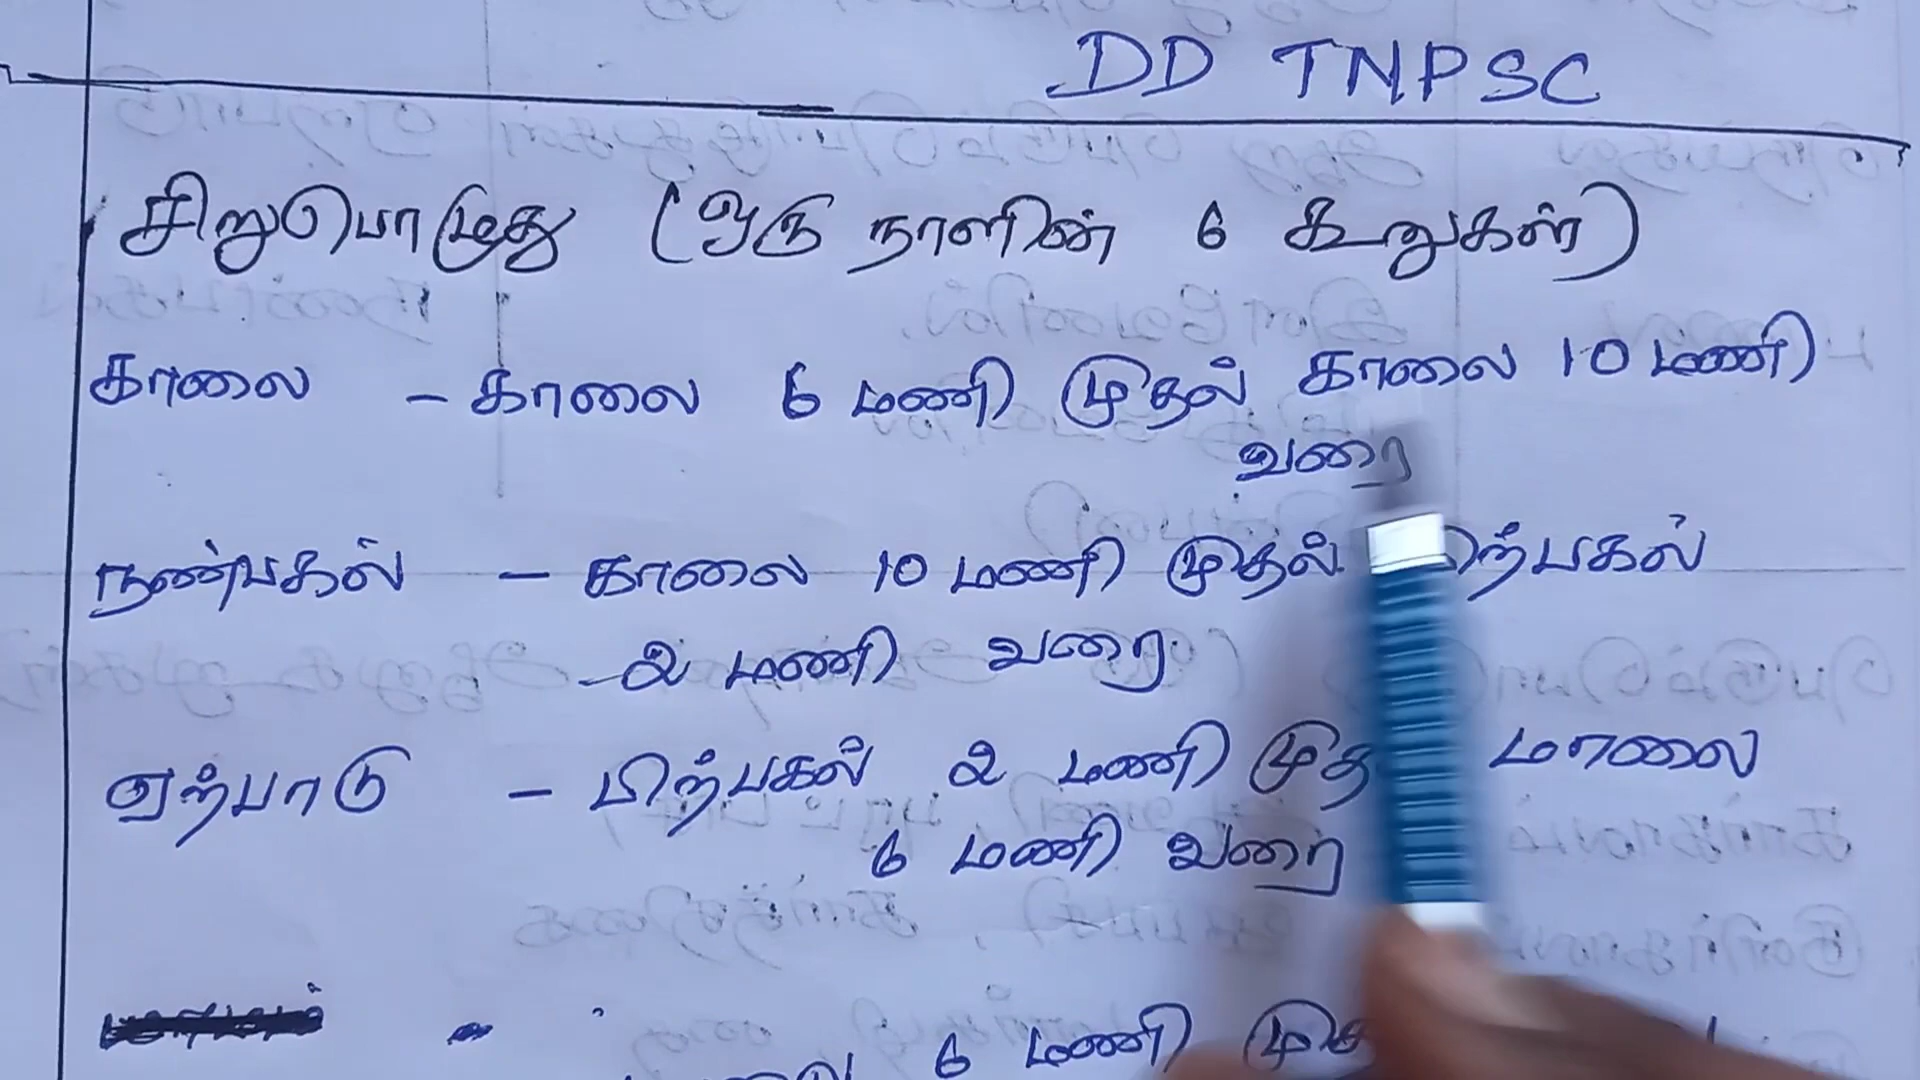 DD TNPSC
சிறுபொழுது (ஒரு நாளின் 6 கூறுகள்)
காலை - காலை 6 மணி முதல் காலை 10 மணி
வரை
நண்பகல் - காலை 10 மணி முதல் பிற்பகல்
2 மணி வரை
ஏற்பாடு - பிற்பகல் 2 மணி முத மாலை
6 மணி வரை
6 மணி முத